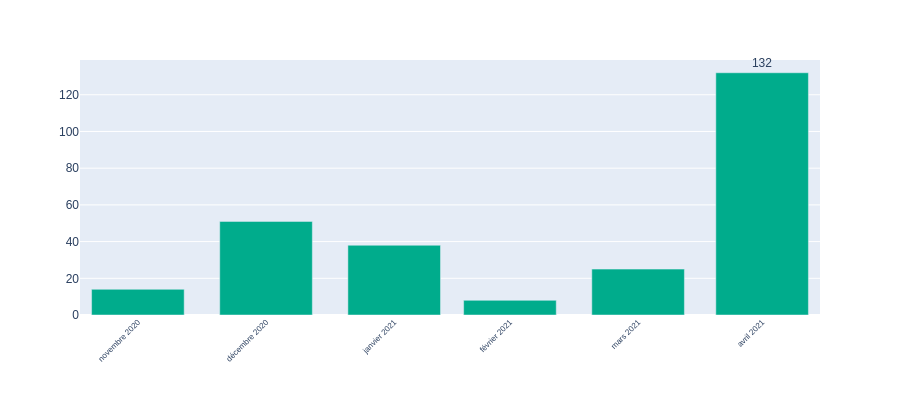 132
120
100
80
60
40
20
0
novembre 2020
décembre 2020
janvier 2021
février 2021
mars 2021
avril 2021